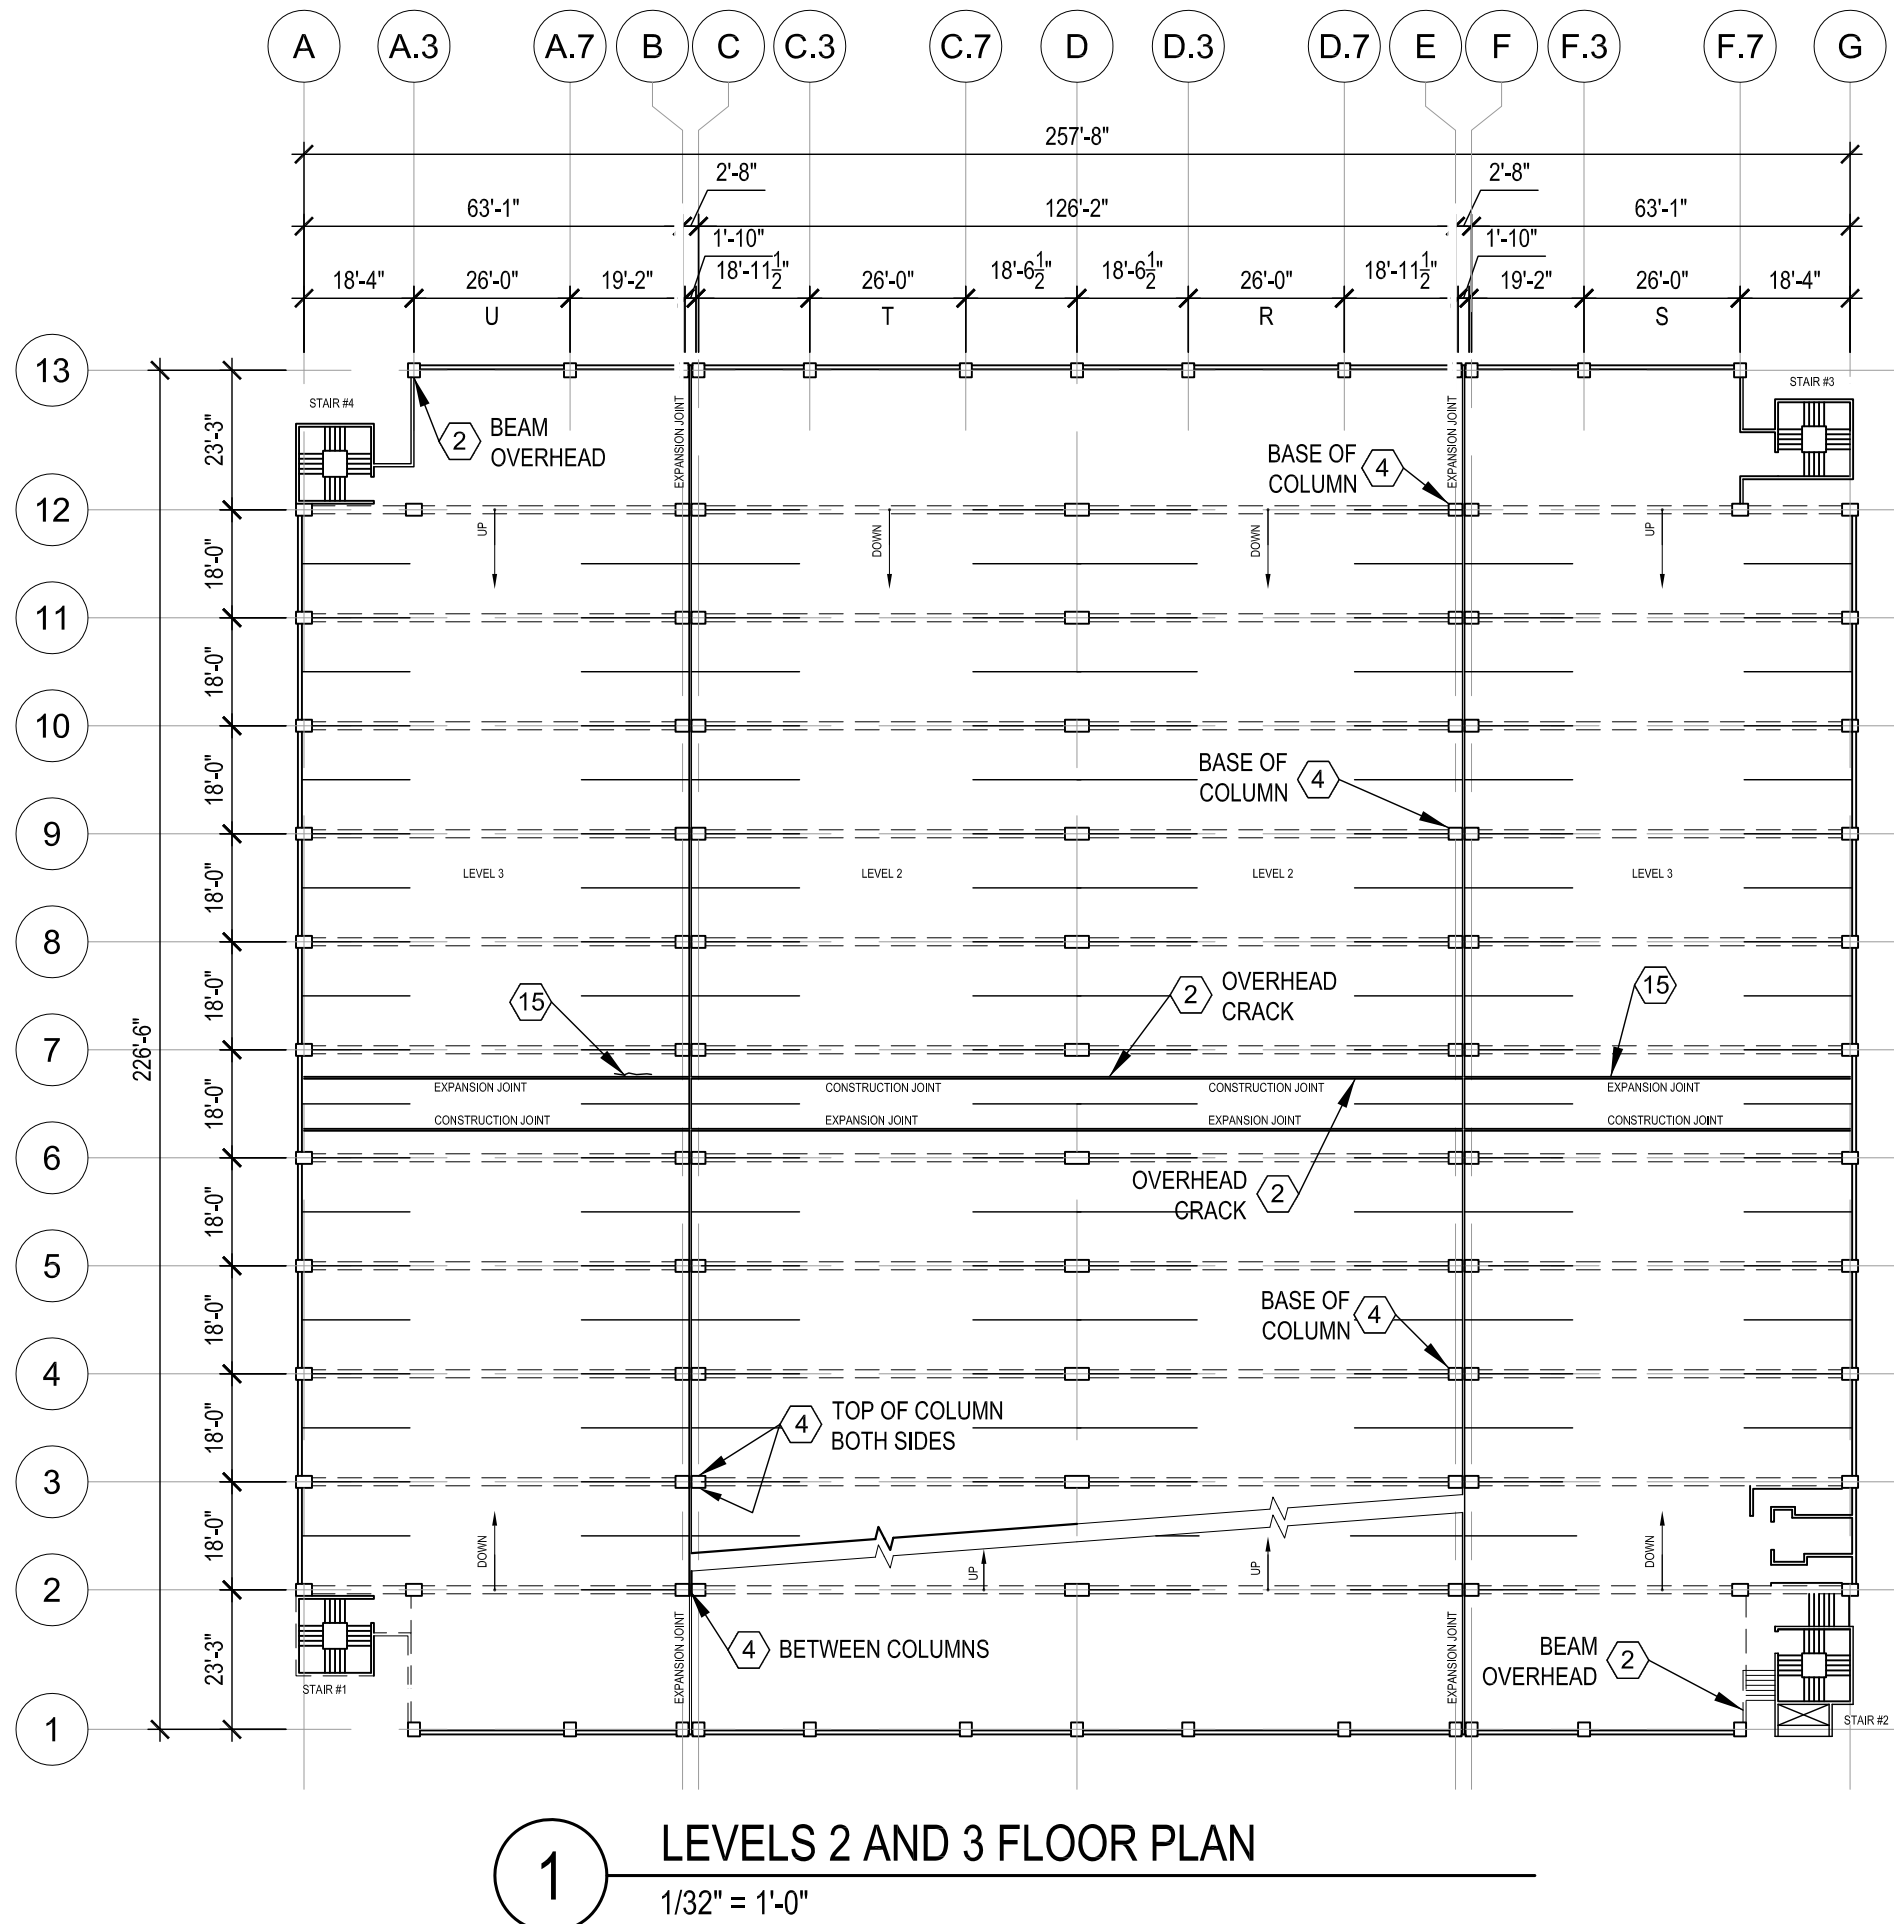 A A.3 A.7 B C C.3 C.7 D D.3 D.7 E F F.3 F.7 G
257'-8"
2'-8" 2'-8"
63'-1" 126'-2" 63'-1"
1'-10" 1'-10"
18'-4" 26'-0" 19'-2" 18'-11½" 26'-0" 18'-6½" 18'-6½" 26'-0" 18'-11½" 19'-2" 26'-0" 18'-4"
U T R S
13
STAIR #3
STAIR #4
EXPANSION JOINT
EXPANSION JOINT
23'-3"
2 BEAM
OVERHEAD
BASE OF
COLUMN 4
12
UP DOWN DOWN UP
18'-0"
11
18'-0"
10
18'-0"
BASE OF
COLUMN 4
9
18'-0"
LEVEL 3 LEVEL 2 LEVEL 2 LEVEL 3
8
18'-0"
15
2 OVERHEAD
CRACK
15
7
226'-6"
18'-0"
EXPANSION JOINT CONSTRUCTION JOINT CONSTRUCTION JOINT EXPANSION JOINT
CONSTRUCTION JOINT EXPANSION JOINT EXPANSION JOINT CONSTRUCTION JOINT
6
OVERHEAD
CRACK 2
18'-0"
5
18'-0"
BASE OF
COLUMN 4
4
18'-0"
4 TOP OF COLUMN
BOTH SIDES
3
18'-0"
DOWN UP UP DOWN
2
23'-3"
EXPANSION JOINT
EXPANSION JOINT
4 BETWEEN COLUMNS
BEAM
OVERHEAD 2
STAIR #1
STAIR #2
1
1 LEVELS 2 AND 3 FLOOR PLAN
1/32" = 1'-0"